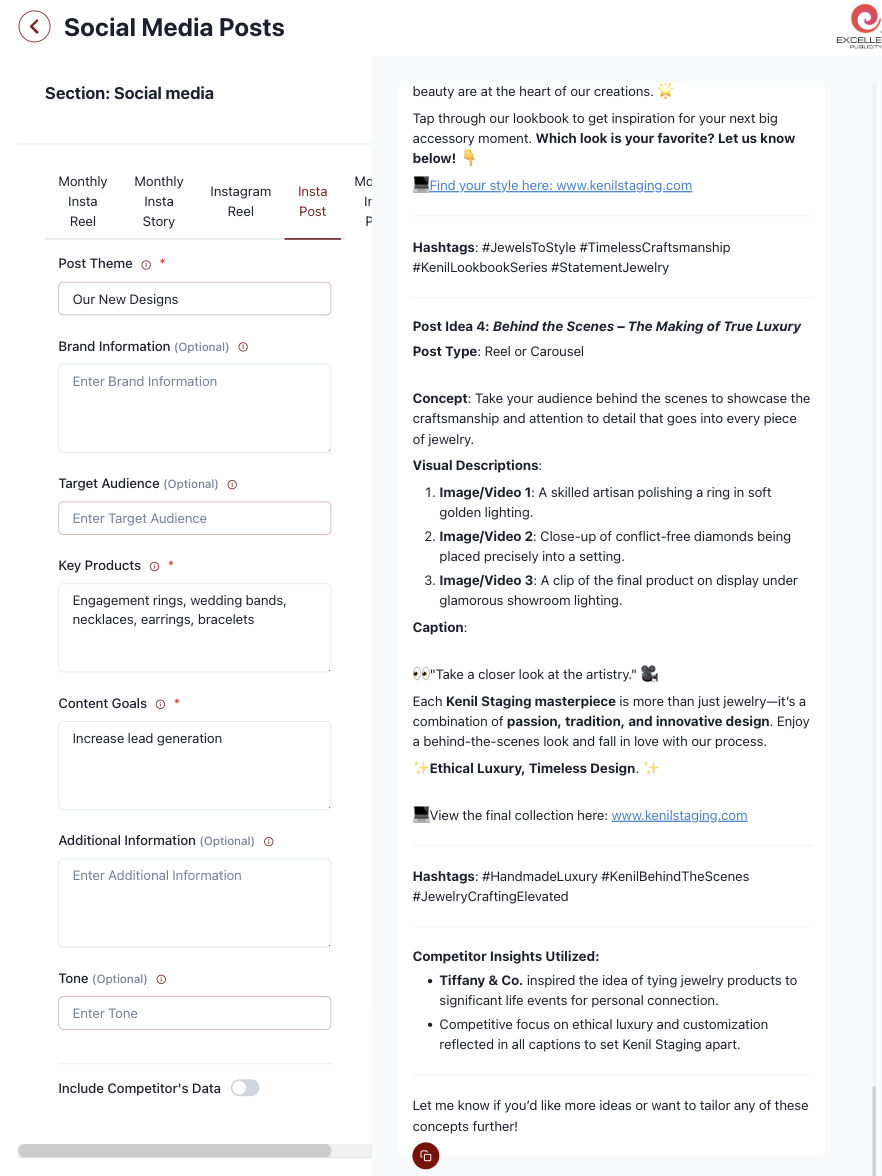 Social Media Posts
EXCELLE
PUBLICITY
Section: Social media
Monthly
Insta
Reel
Monthly
Insta
Story
Instagram
Reel
Insta
Post
Post Theme *
Our New Designs
Brand Information (Optional)
Enter Brand Information
Target Audience (Optional)
Enter Target Audience
Key Products *
Engagement rings, wedding bands,
necklaces, earrings, bracelets
Content Goals *
Increase lead generation
Additional Information (Optional)
Enter Additional Information
Tone (Optional)
Enter Tone
Include Competitor's Data
beauty are at the heart of our creations. 🌟
Tap through our lookbook to get inspiration for your next big
accessory moment. Which look is your favorite? Let us know
below! 👇
💻Find your style here: www.kenilstaging.com
Hashtags: #JewelsToStyle #TimelessCraftsmanship
#KenilLookbookSeries #StatementJewelry
Post Idea 4: Behind the Scenes – The Making of True Luxury
Post Type: Reel or Carousel
Concept: Take your audience behind the scenes to showcase the
craftsmanship and attention to detail that goes into every piece
of jewelry.
Visual Descriptions:
1. Image/Video 1: A skilled artisan polishing a ring in soft
golden lighting.
2. Image/Video 2: Close-up of conflict-free diamonds being
placed precisely into a setting.
3. Image/Video 3: A clip of the final product on display under
glamorous showroom lighting.
Caption:
👀"Take a closer look at the artistry." 🎥
Each Kenil Staging masterpiece is more than just jewelry—it's a
combination of passion, tradition, and innovative design. Enjoy
a behind-the-scenes look and fall in love with our process.
✨Ethical Luxury, Timeless Design. ✨
💻View the final collection here: www.kenilstaging.com
Hashtags: #HandmadeLuxury #KenilBehindTheScenes
#JewelryCraftingElevated
Competitor Insights Utilized:
• Tiffany & Co. inspired the idea of tying jewelry products to
significant life events for personal connection.
• Competitive focus on ethical luxury and customization
reflected in all captions to set Kenil Staging apart.
Let me know if you'd like more ideas or want to tailor any of these
concepts further!